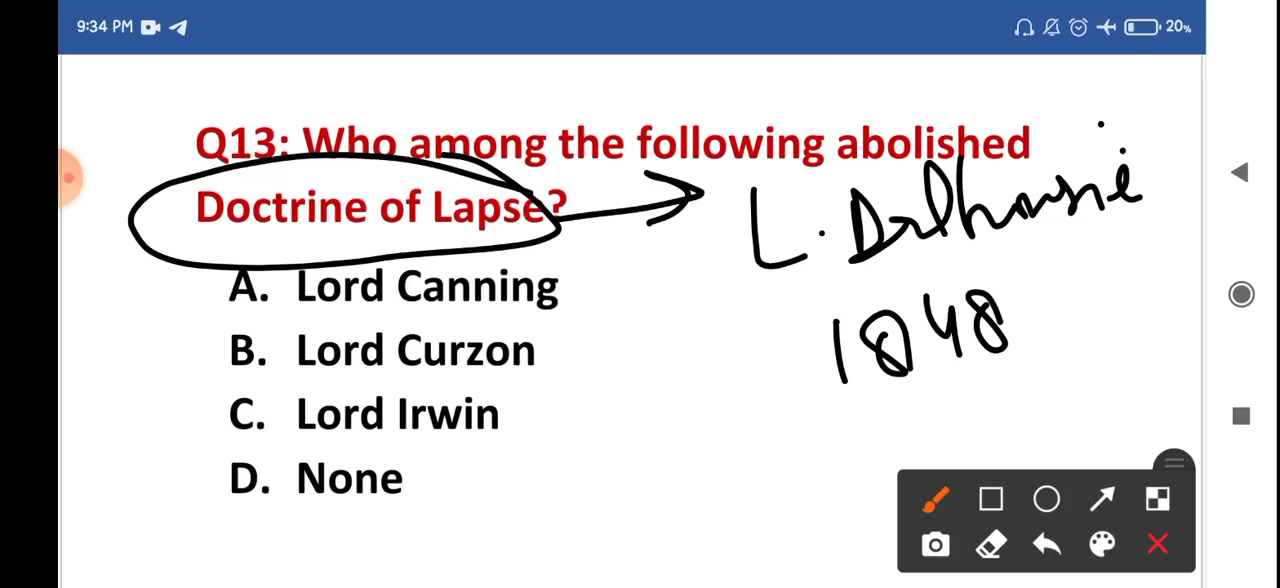 9:34 PM
20%
Q13: Who among the following abolished
Doctrine of Lapse?
L. Dalhousie
1848
A. Lord Canning
B. Lord Curzon
C. Lord Irwin
D. None